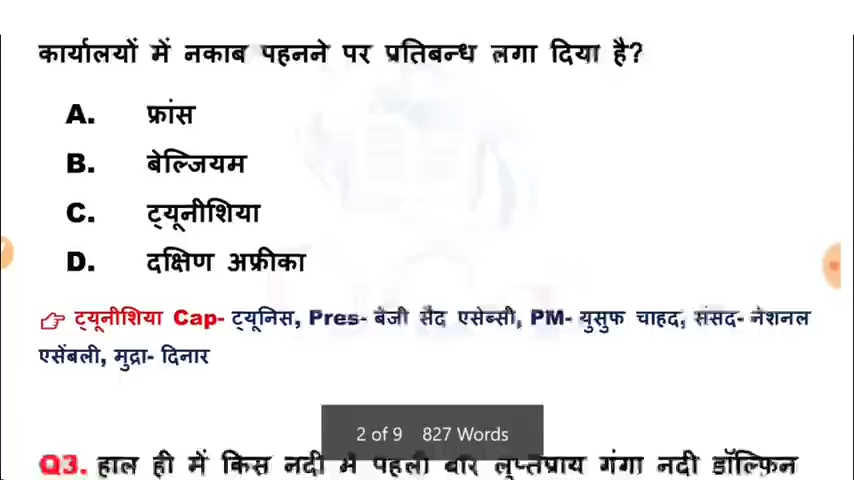 कार्यालयों में नकाब पहनने पर प्रतिबन्ध लगा दिया है?
A. फ्रांस
B. बेल्जियम
C. ट्यूनीशिया
D. दक्षिण अफ्रीका
ट्यूनीशिया Cap- ट्यूनिस, Pres- बेजी सैद एसेब्सी, PM- युसुफ चाहद, संसद- नेशनल
एसेंबली, मुद्रा- दिनार
2 of 9 827 Words
Q3. हाल ही में किस नदी में पहली बार लुप्तप्राय गंगा नदी डॉल्फिन